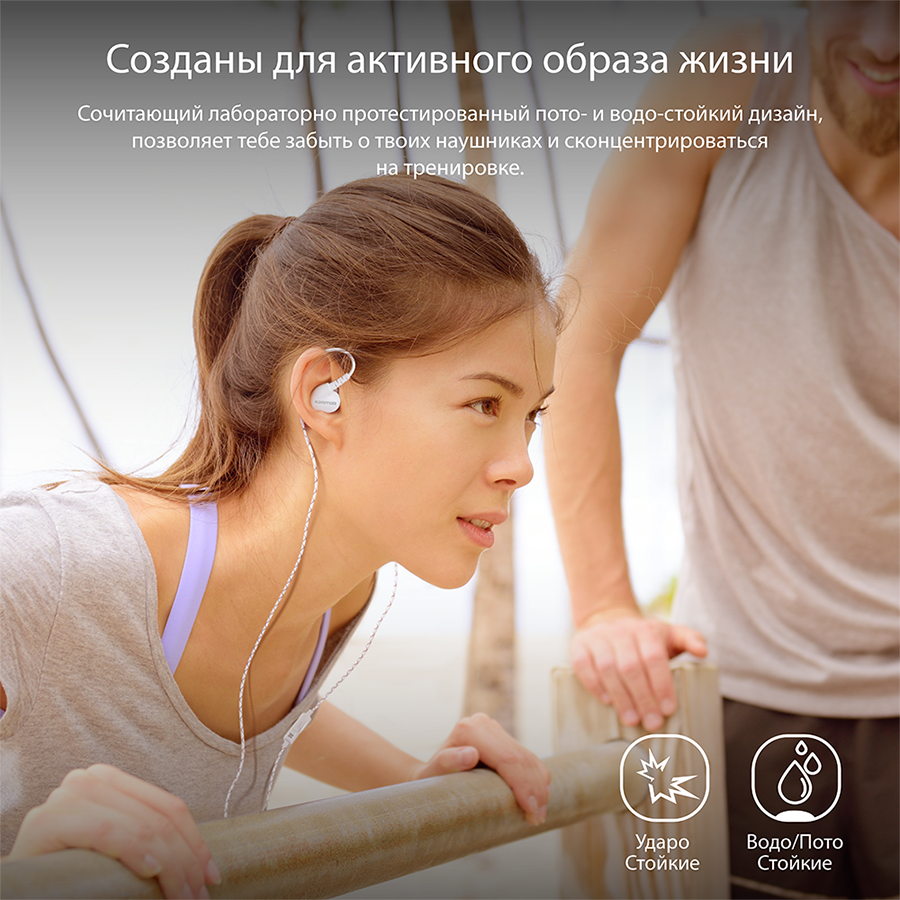 Созданы для активного образа жизни
Сочитающий лабораторно протестированный пото- и водо-стойкий дизайн,
позволяет тебе забыть о твоих наушниках и сконцентрироваться
на тренировке.
Ударо
Стойкие
Водо/Пото
Стойкие